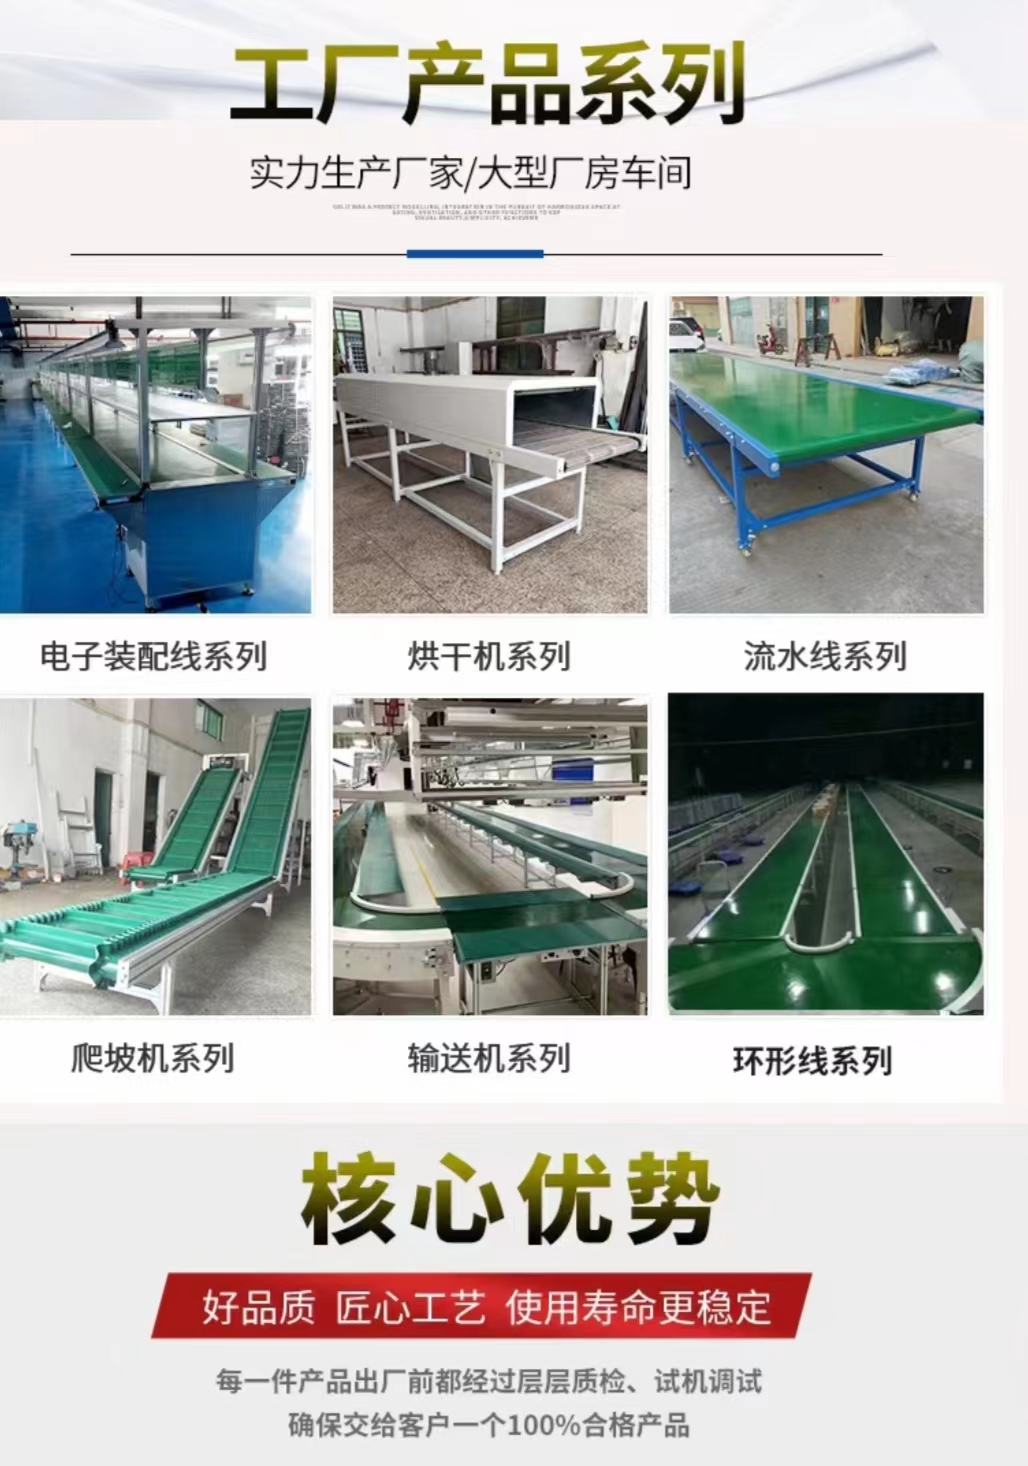 工厂产品系列
实力生产厂家/大型厂房车间
电子装配线系列
烘干机系列
流水线系列
爬坡机系列
输送机系列
环形线系列
核心优势
好品质 匠心工艺 使用寿命更稳定
每一件产品出厂前都经过层层质检、试机调试
确保交给客户一个100%合格产品